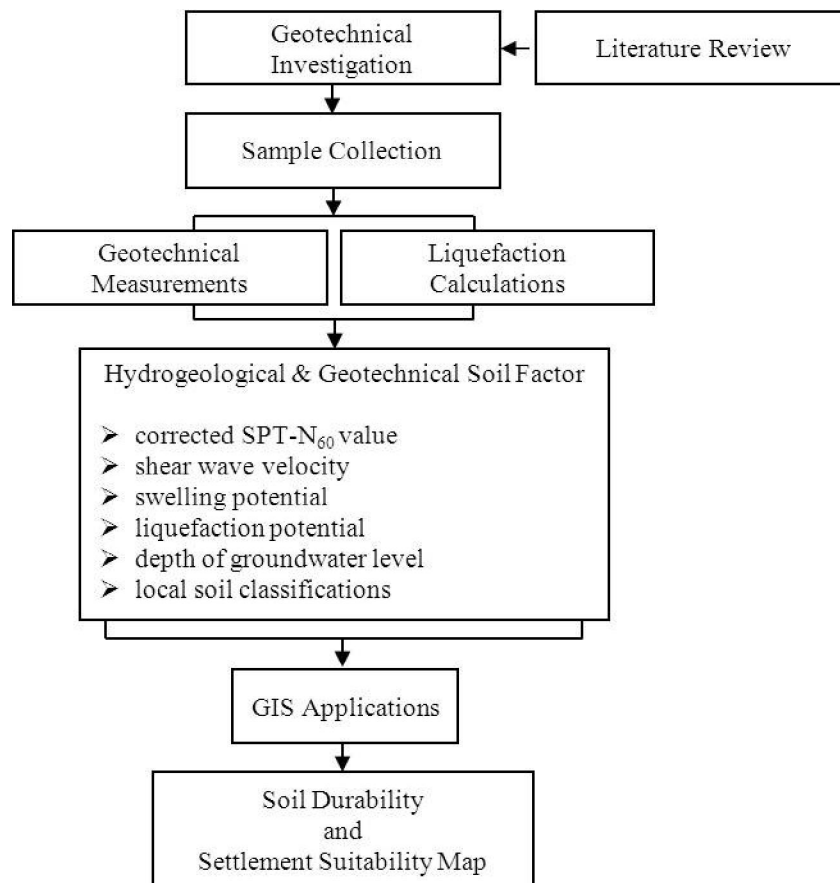 Geotechnical
Investigation
Literature Review
Sample Collection
Geotechnical
Measurements
Liquefaction
Calculations
Hydrogeological & Geotechnical Soil Factor
➢ corrected SPT-N₆₀ value
➢ shear wave velocity
➢ swelling potential
➢ liquefaction potential
➢ depth of groundwater level
➢ local soil classifications
GIS Applications
Soil Durability
and
Settlement Suitability Map